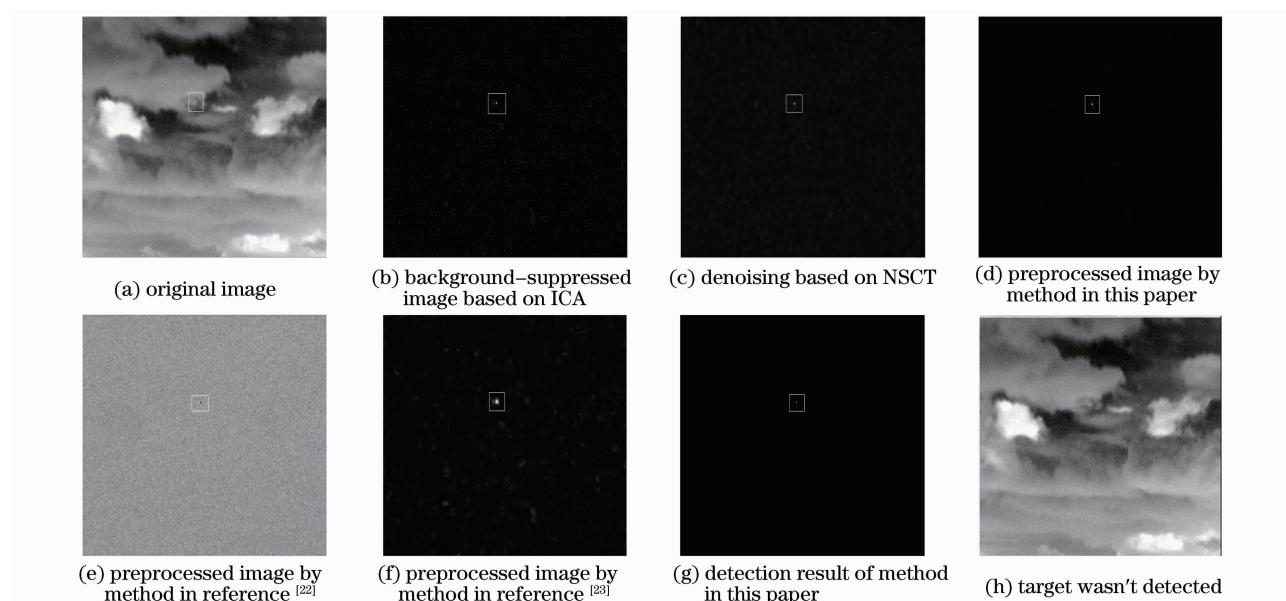 (a) original image
(b) background–suppressed
image based on ICA
(c) denoising based on NSCT
(d) preprocessed image by
method in this paper
(e) preprocessed image by
method in reference [22]
(f) preprocessed image by
method in reference [23]
(g) detection result of method
in this paper
(h) target wasn't detected